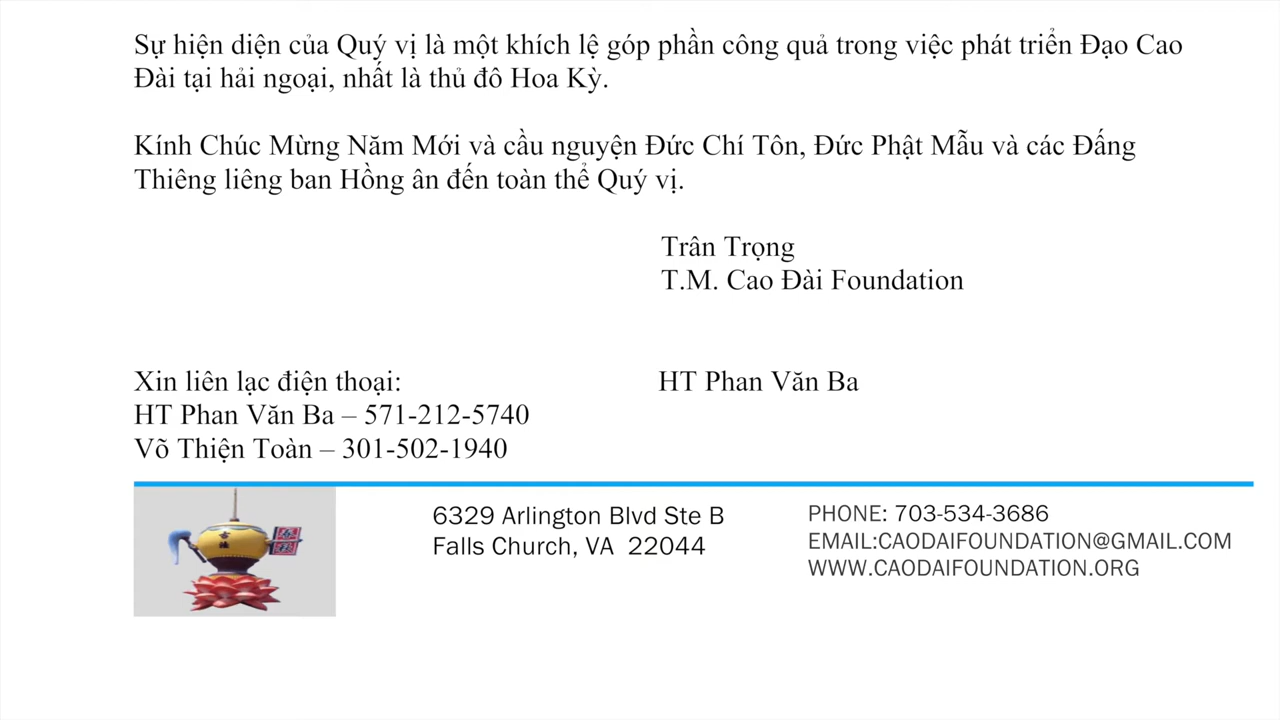 Sự hiện diện của Quý vị là một khích lệ góp phần công quả trong việc phát triển Đạo Cao
Đài tại hải ngoại, nhất là thủ đô Hoa Kỳ.
Kính Chúc Mừng Năm Mới và cầu nguyện Đức Chí Tôn, Đức Phật Mẫu và các Đấng
Thiêng liêng ban Hồng ân đến toàn thể Quý vị.
Trân Trọng
T.M. Cao Đài Foundation
Xin liên lạc điện thoại:
HT Phan Văn Ba
HT Phan Văn Ba – 571-212-5740
Võ Thiện Toàn – 301-502-1940
6329 Arlington Blvd Ste B
Falls Church, VA 22044
PHONE: 703-534-3686
EMAIL:CAODAIFOUNDATION@GMAIL.COM
WWW.CAODAIFOUNDATION.ORG